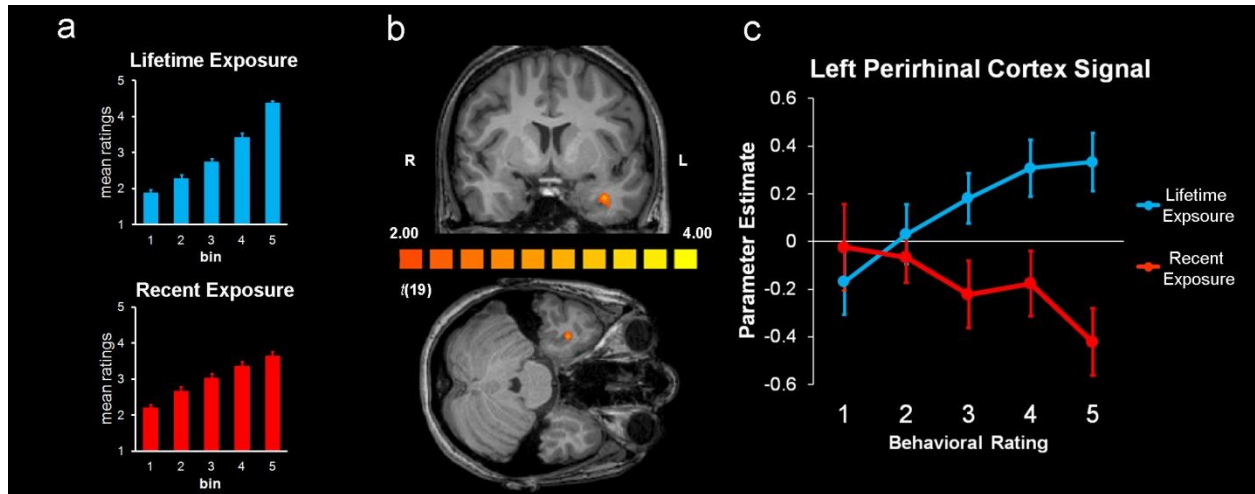 a
Lifetime Exposure
mean ratings
5
4
3
2
1
1 2 3 4 5
bin
Recent Exposure
mean ratings
5
4
3
2
1
1 2 3 4 5
bin
b
R
L
2.00
4.00
t(19)
c
Left Perirhinal Cortex Signal
Parameter Estimate
0.6
0.4
0.2
0
-0.2
-0.4
-0.6
1 2 3 4 5
Behavioral Rating
Lifetime
Expsoure
Recent
Exposure